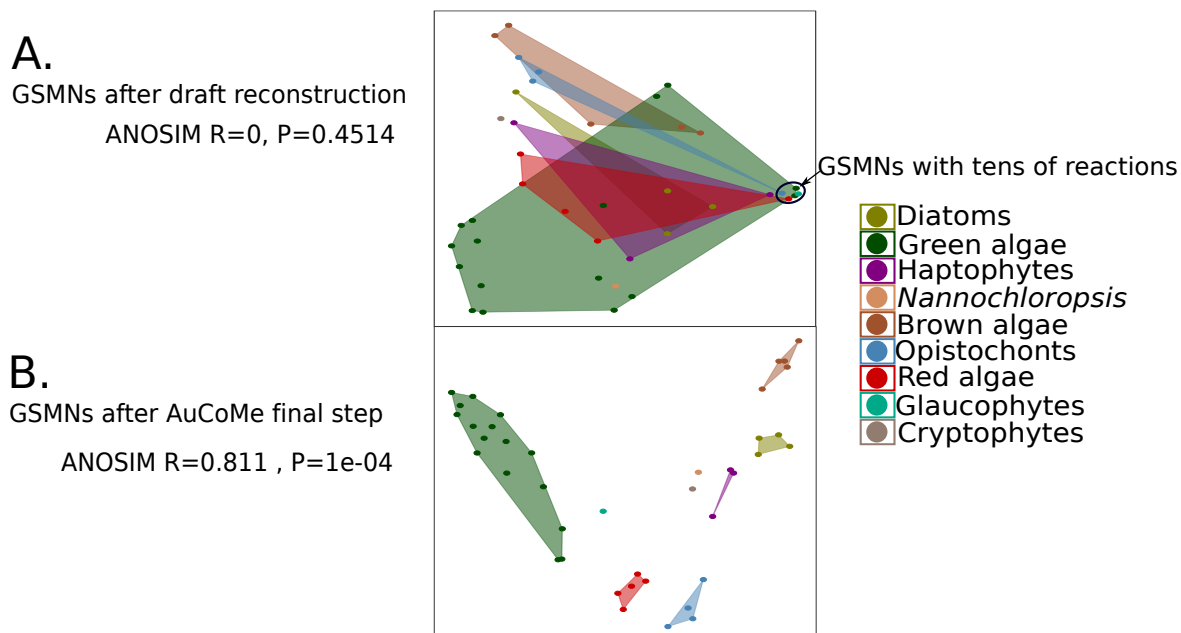 A.
GSMNs after draft reconstruction
ANOSIM R=0, P=0.4514
GSMNs with tens of reactions
Diatoms
Green algae
Haptophytes
Nannochloropsis
Brown algae
Opistochonts
Red algae
Glaucophytes
Cryptophytes
B.
GSMNs after AuCoMe final step
ANOSIM R=0.811 , P=1e-04